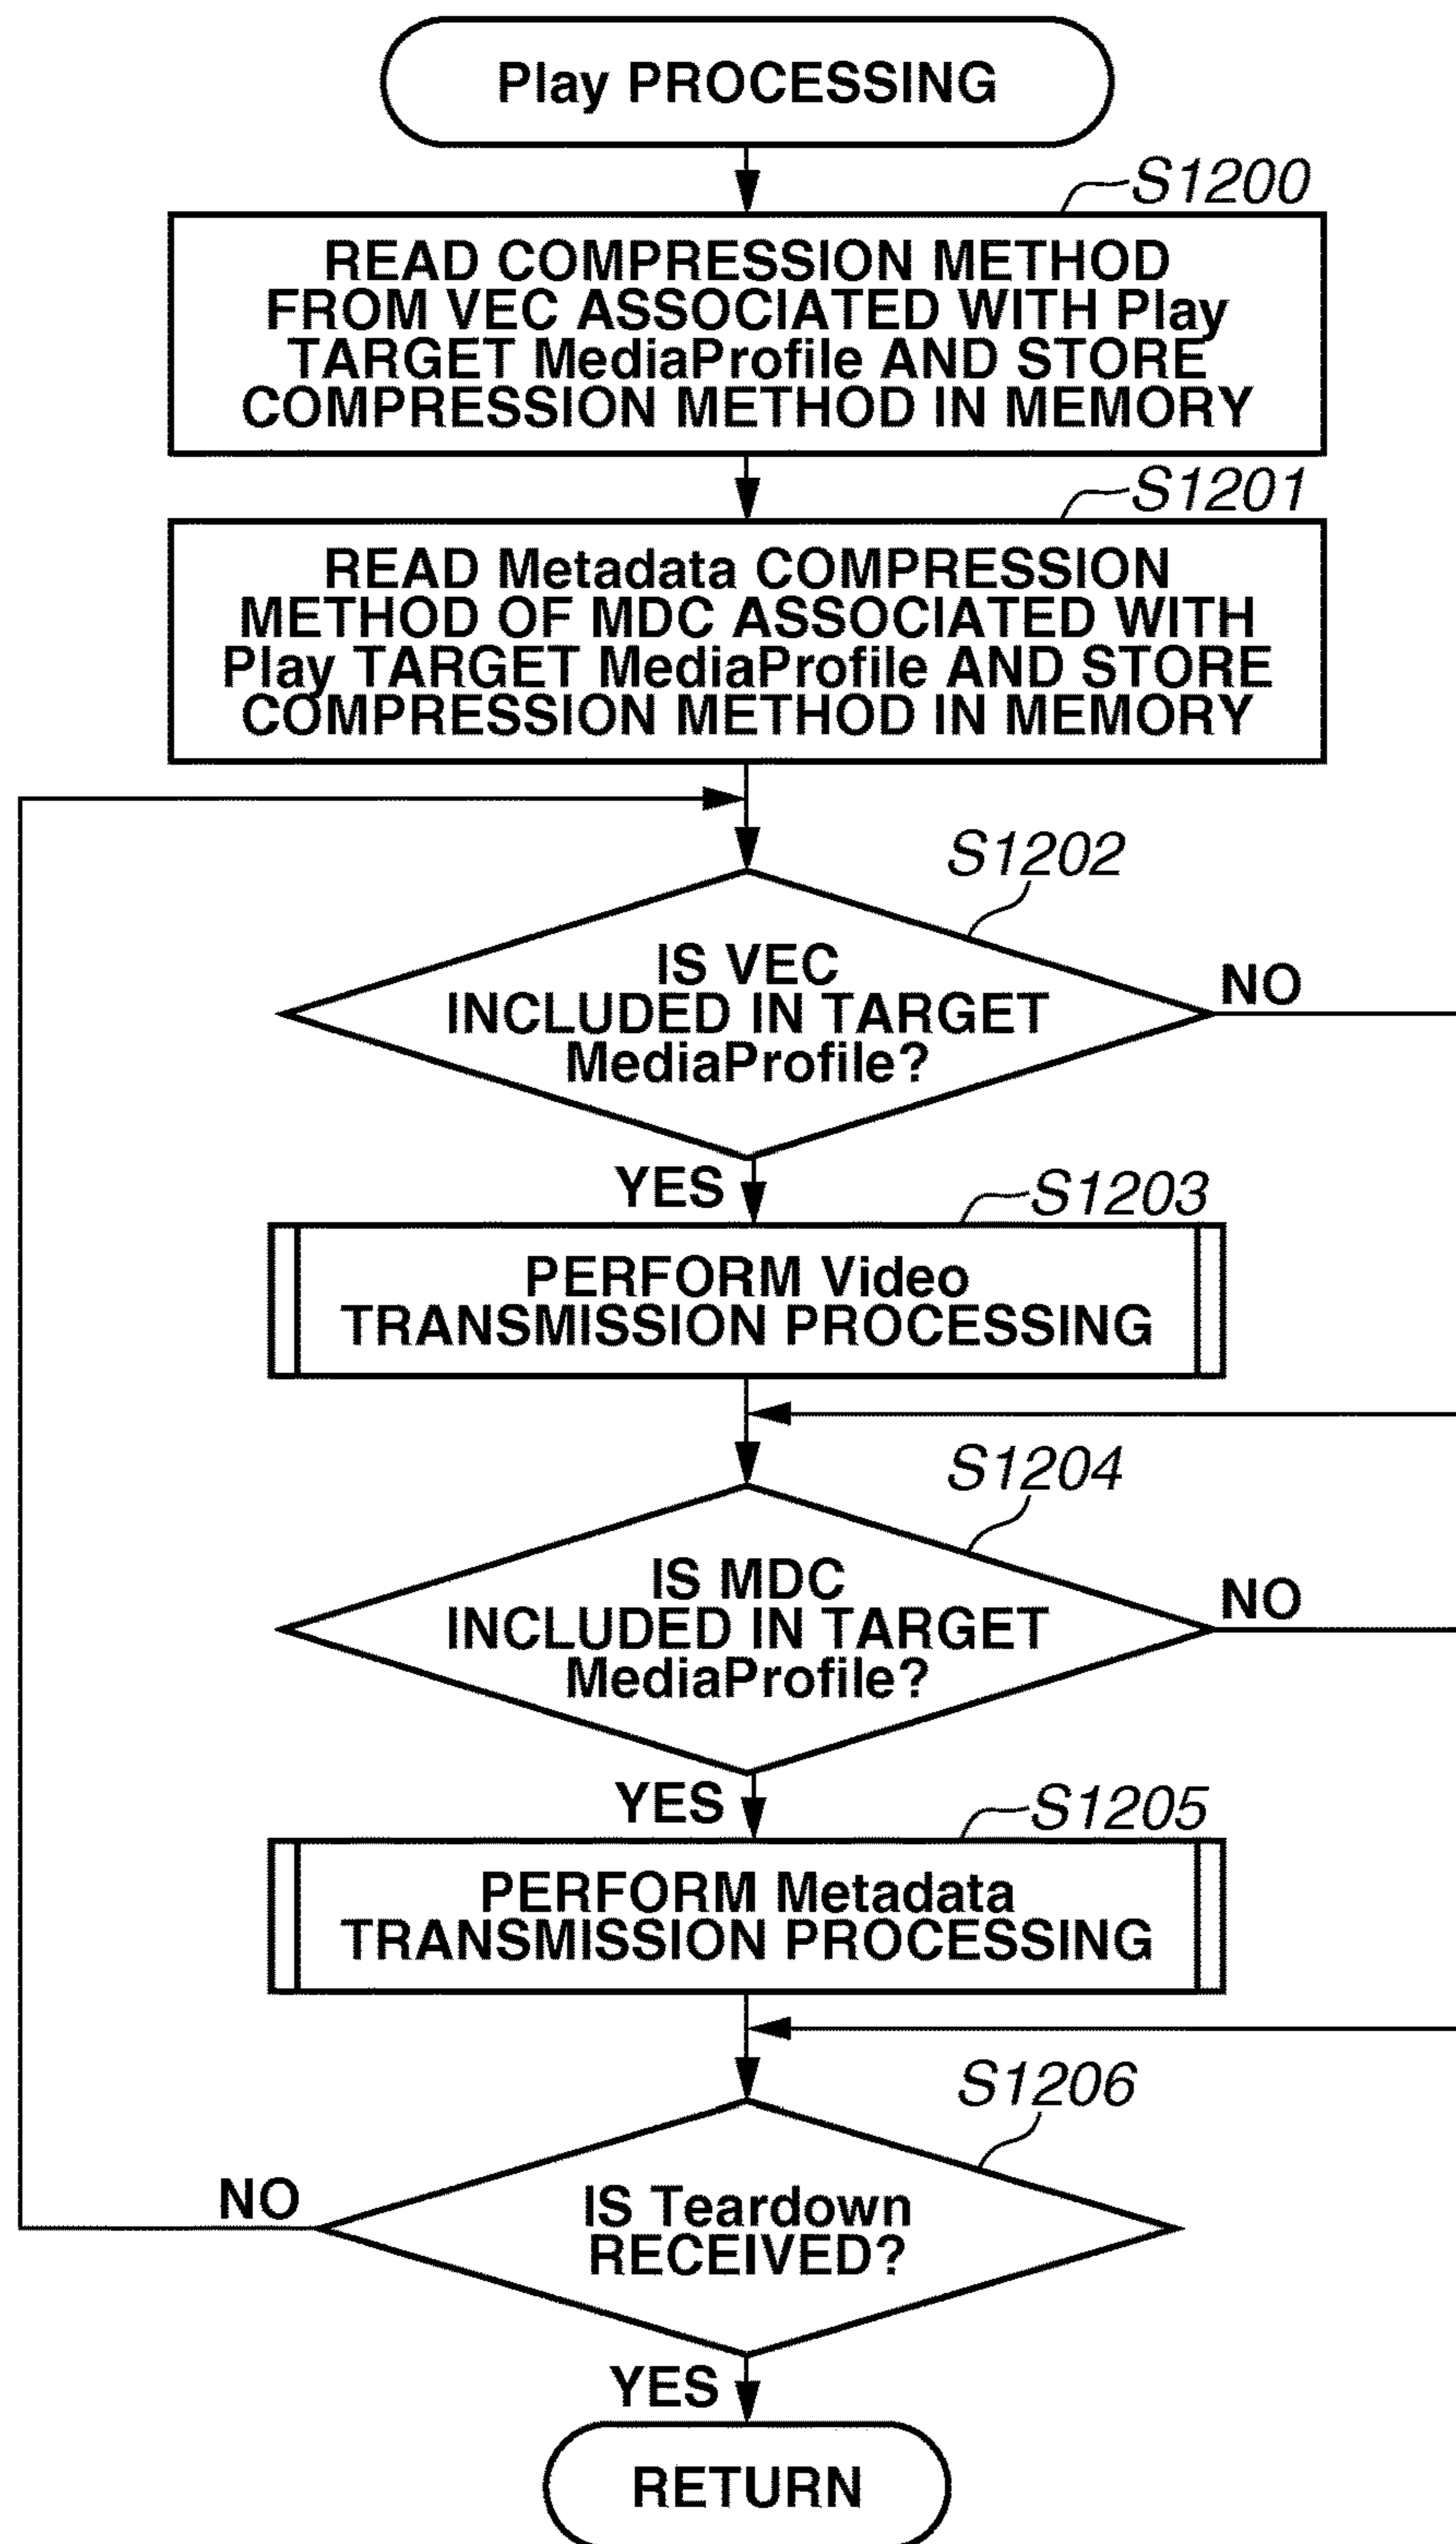 Play PROCESSING
S1200
READ COMPRESSION METHOD
FROM VEC ASSOCIATED WITH Play
TARGET MediaProfile AND STORE
COMPRESSION METHOD IN MEMORY
S1201
READ Metadata COMPRESSION
METHOD OF MDC ASSOCIATED WITH
Play TARGET MediaProfile AND STORE
COMPRESSION METHOD IN MEMORY
S1202
IS VEC
INCLUDED IN TARGET
MediaProfile?
NO
YES
S1203
PERFORM Video
TRANSMISSION PROCESSING
S1204
IS MDC
INCLUDED IN TARGET
MediaProfile?
NO
YES
S1205
PERFORM Metadata
TRANSMISSION PROCESSING
S1206
IS Teardown
RECEIVED?
NO
YES
RETURN